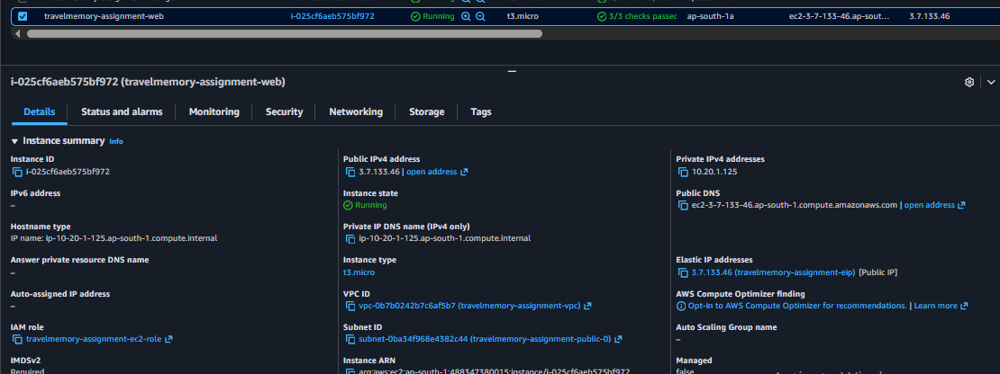 travelmemory-assignment-web i-025cf6aeb575bf972 Running t3.micro 3/3 checks passec ap-south-1a ec2-3-7-133-46.ap-sout... 3.7.133.46
i-025cf6aeb575bf972 (travelmemory-assignment-web)
Details Status and alarms Monitoring Security Networking Storage Tags
Instance summary Info
Instance ID
i-025cf6aeb575bf972
Public IPv4 address
3.7.133.46 | open address
Private IPv4 addresses
10.20.1.125
IPv6 address
–
Instance state
Running
Public DNS
ec2-3-7-133-46.ap-south-1.compute.amazonaws.com | open address
Hostname type
IP name: ip-10-20-1-125.ap-south-1.compute.internal
Private IP DNS name (IPv4 only)
ip-10-20-1-125.ap-south-1.compute.internal
Answer private resource DNS name
–
Instance type
t3.micro
Elastic IP addresses
3.7.133.46 (travelmemory-assignment-eip) [Public IP]
Auto-assigned IP address
–
VPC ID
vpc-0b7b0242b7c6af5b7 (travelmemory-assignment-vpc)
AWS Compute Optimizer finding
Opt-in to AWS Compute Optimizer for recommendations. | Learn more
IAM role
travelmemory-assignment-ec2-role
Subnet ID
subnet-0ba34f968e4382c44 (travelmemory-assignment-public-0)
Auto Scaling Group name
–
IMDSv2
Required
Instance ARN
arn:aws:ec2:ap-south-1:488347380015:instance/i-025cf6aeb575bf972
Managed
false